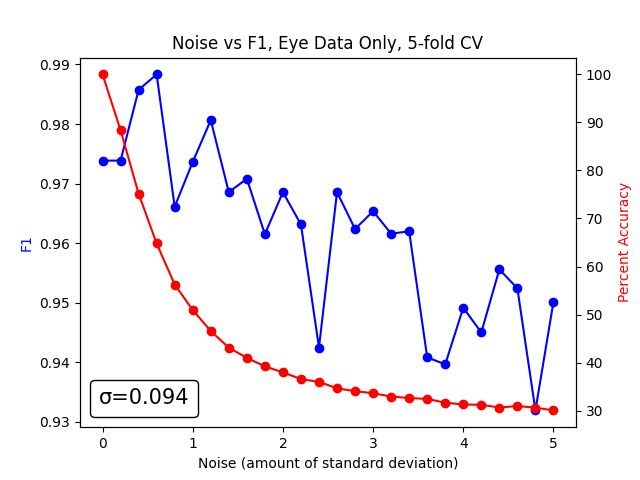 Noise vs F1, Eye Data Only, 5-fold CV
0.99
0.98
0.97
0.96
0.95
0.94
0.93
F1
100
90
80
70
60
50
40
30
Percent Accuracy
σ=0.094
0 1 2 3 4 5
Noise (amount of standard deviation)